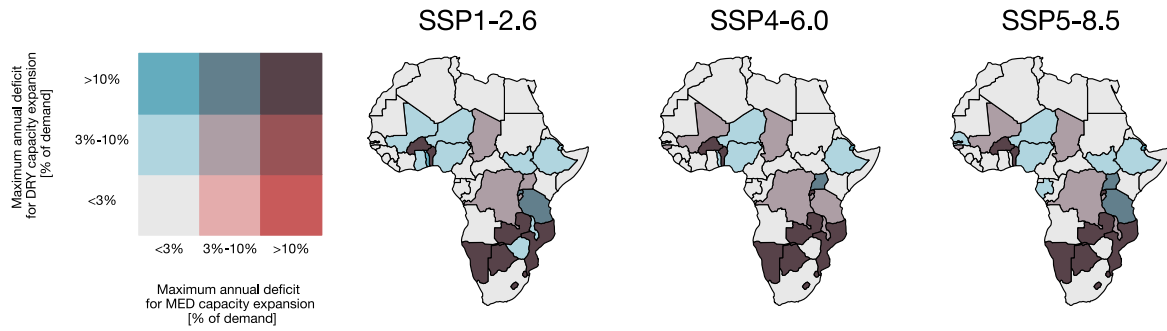 SSP1-2.6
SSP4-6.0
SSP5-8.5
Maximum annual deficit
for DRY capacity expansion
[% of demand]
>10%
3%-10%
<3%
<3%
3%-10%
>10%
Maximum annual deficit
for MED capacity expansion
[% of demand]